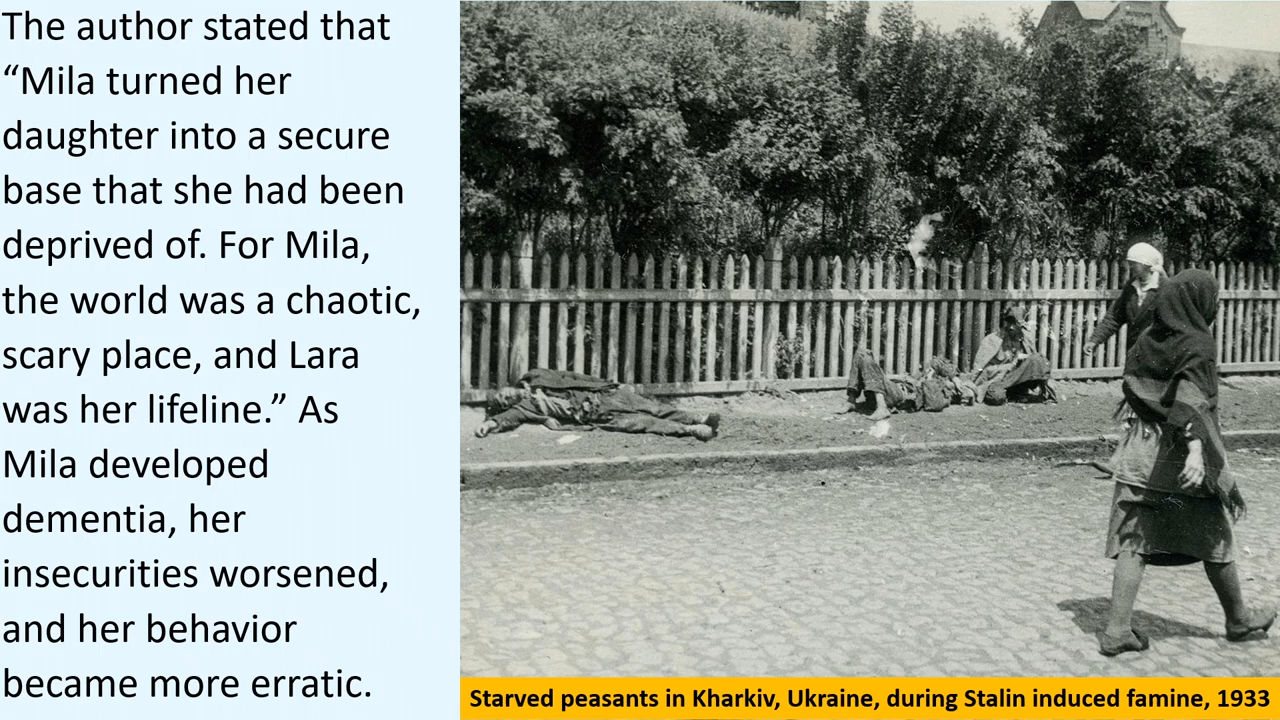 The author stated that
“Mila turned her
daughter into a secure
base that she had been
deprived of. For Mila,
the world was a chaotic,
scary place, and Lara
was her lifeline.” As
Mila developed
dementia, her
insecurities worsened,
and her behavior
became more erratic.
Starved peasants in Kharkiv, Ukraine, during Stalin induced famine, 1933